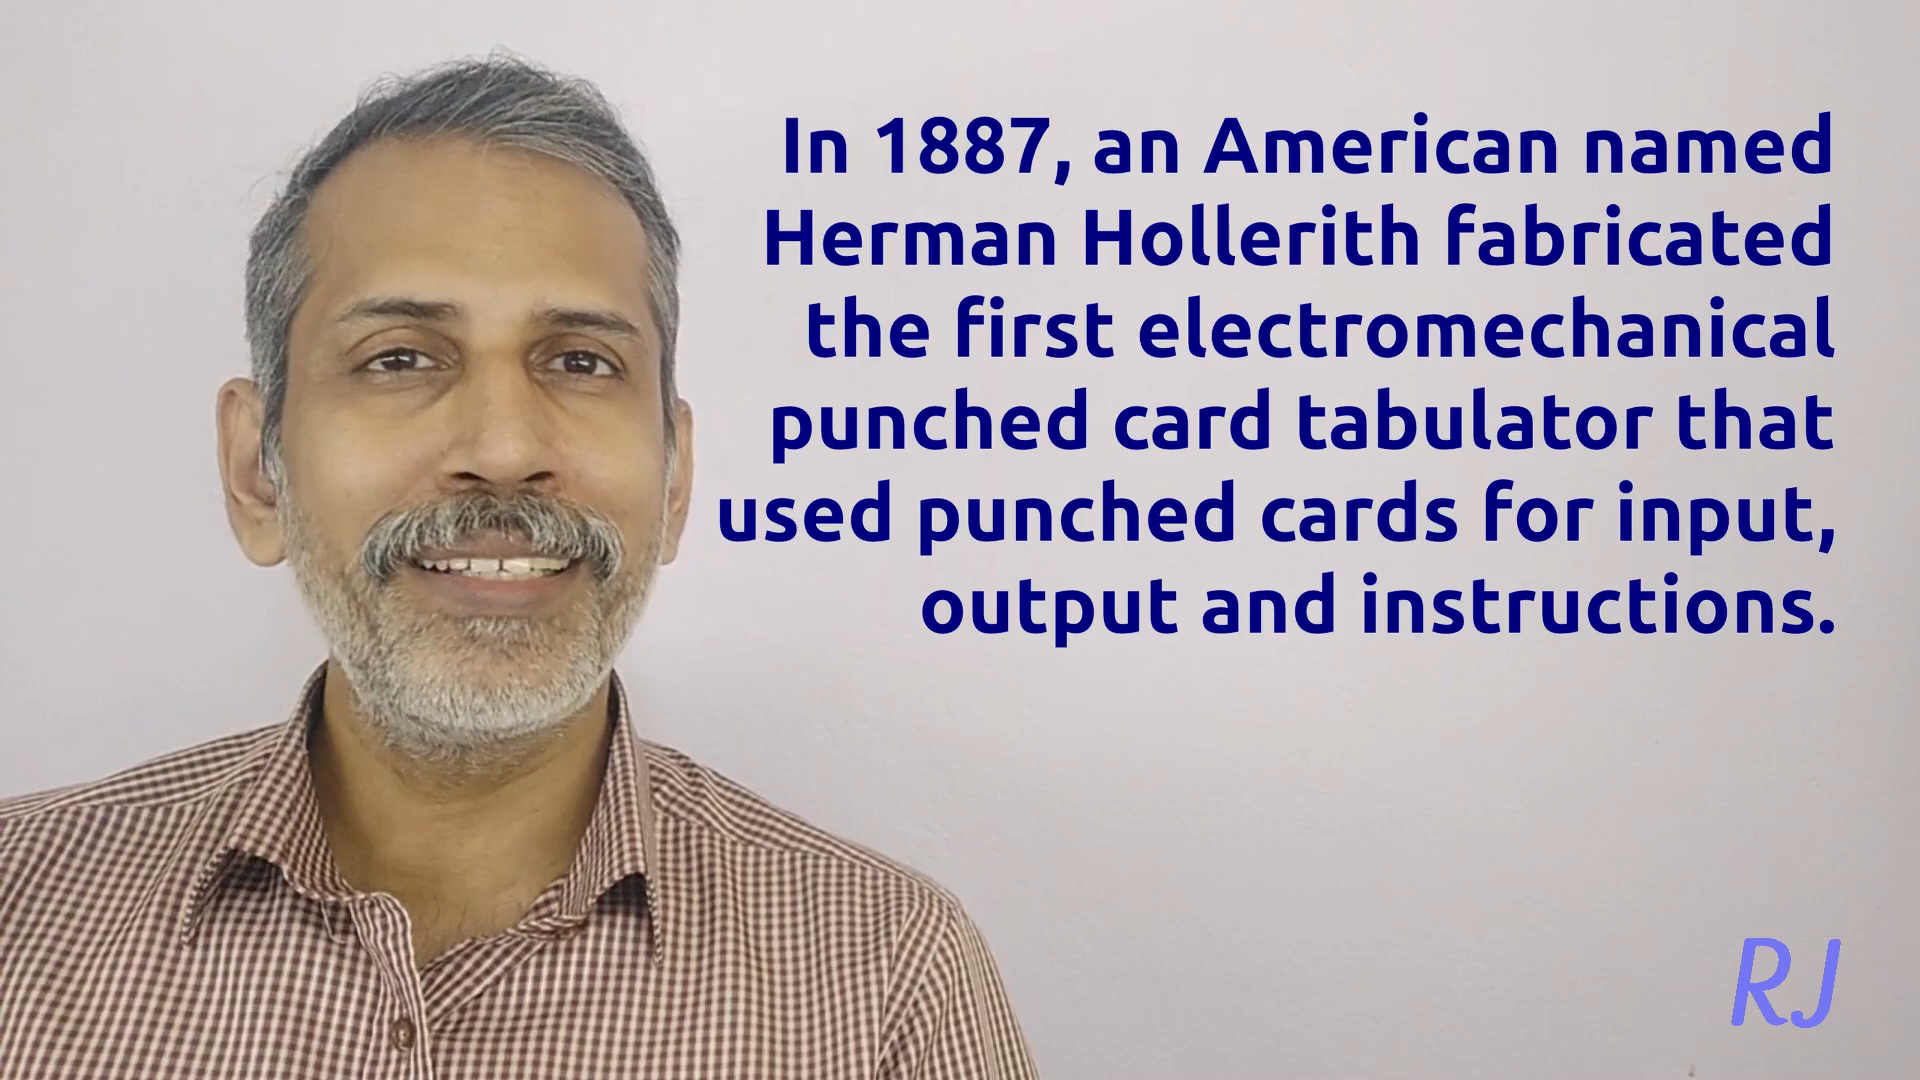 In 1887, an American named
Herman Hollerith fabricated
the first electromechanical
punched card tabulator that
used punched cards for input,
output and instructions.
RJ